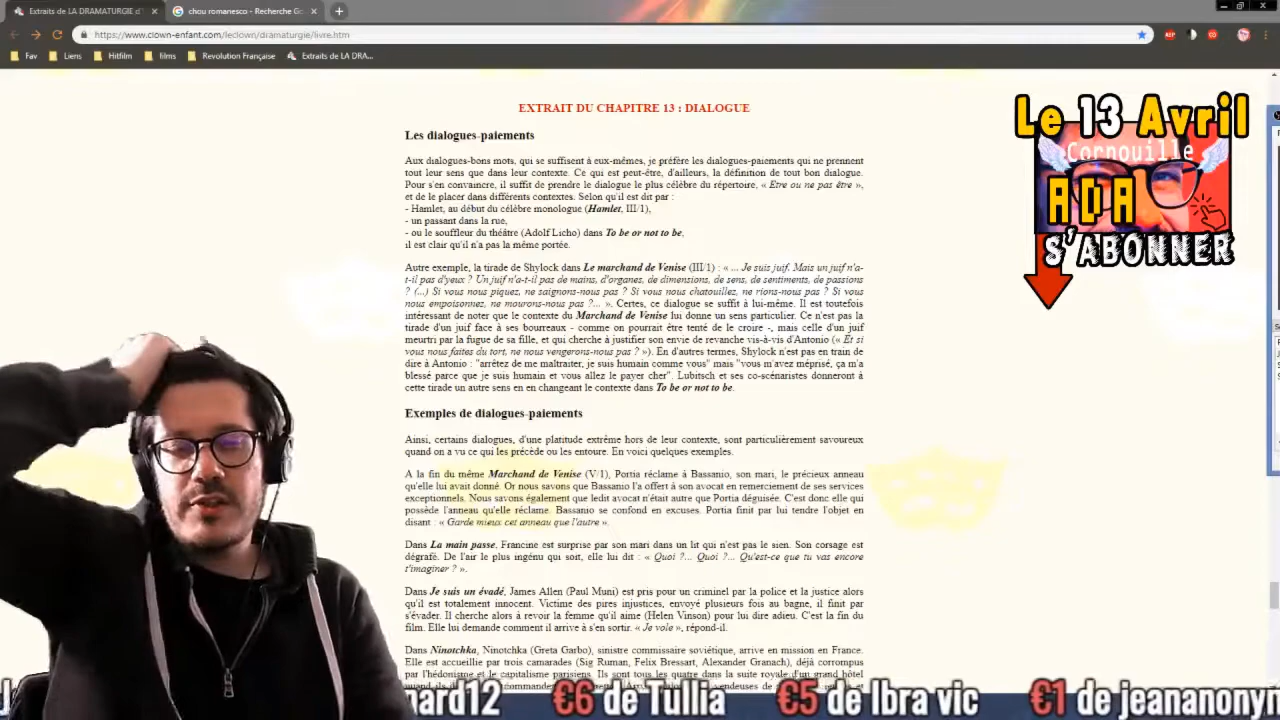 Extraits de LA DRAMATURGIE d'
chou romanesco - Recherche Go
https://www.clown-enfant.com/leclown/dramaturgie/livre.htm
Fav
Liens
Hitfilm
films
Revolution Française
Extraits de LA DRA...
EXTRAIT DU CHAPITRE 13 : DIALOGUE
Les dialogues-paiements
Aux dialogues-bons mots, qui se suffisent à eux-mêmes, je préfère les dialogues-paiements qui ne prennent
tout leur sens que dans leur contexte. Ce qui est peut-être, d'ailleurs, la définition de tout bon dialogue.
Pour s'en convaincre, il suffit de prendre le dialogue le plus célèbre du répertoire, « Etre ou ne pas être »,
et de le placer dans différents contextes. Selon qu'il est dit par :
- Hamlet, au début du célèbre monologue (Hamlet, III/1),
- un passant dans la rue,
- ou le souffleur du théâtre (Adolf Licho) dans To be or not to be,
il est clair qu'il n'a pas la même portée.
Autre exemple, la tirade de Shylock dans Le marchand de Venise (III/1) : « ... Je suis juif. Mais un juif n'a-
t-il pas d'yeux ? Un juif n'a-t-il pas de mains, d'organes, de dimensions, de sens, de sentiments, de passions
? (...) Si vous nous piquez, ne saignons-nous pas ? Si vous nous chatouillez, ne rions-nous pas ? Si vous
nous empoisonnez, ne mourons-nous pas ?... ». Certes, ce dialogue se suffit à lui-même. Il est toutefois
intéressant de noter que le contexte du Marchand de Venise lui donne un sens particulier. Ce n'est pas la
tirade d'un juif face à ses bourreaux - comme on pourrait être tenté de le croire -, mais celle d'un juif
meurtri par la fugue de sa fille, et qui cherche à justifier son envie de revanche vis-à-vis d'Antonio (« Et si
vous nous faites du tort, ne nous vengerons-nous pas ? »). En d'autres termes, Shylock n'est pas en train de
dire à Antonio : "arrêtez de me maltraiter, je suis humain comme vous" mais "vous m'avez méprisé, ça m'a
blessé parce que je suis humain et vous allez le payer cher". Lubitsch et ses co-scénaristes donneront à
cette tirade un autre sens en en changeant le contexte dans To be or not to be.
Exemples de dialogues-paiements
Ainsi, certains dialogues, d'une platitude extrême hors de leur contexte, sont particulièrement savoureux
quand on a vu ce qui les précède ou les entoure. En voici quelques exemples.
A la fin du même Marchand de Venise (V/1), Portia réclame à Bassanio, son mari, le précieux anneau
qu'elle lui avait donné. Or nous savons que Bassanio l'a offert à son avocat en remerciement de ses services
exceptionnels. Nous savons également que ledit avocat n'était autre que Portia déguisée. C'est donc elle qui
possède l'anneau qu'elle réclame. Bassanio se confond en excuses. Portia finit par lui tendre l'objet en
disant : « Garde mieux cet anneau que l'autre ».
Dans La main passe, Francine est surprise par son mari dans un lit qui n'est pas le sien. Son corsage est
dégrafé. De l'air le plus ingénu qui soit, elle lui dit : « Quoi ?... Quoi ?... Qu'est-ce que tu vas encore
t'imaginer ? ».
Dans Je suis un évadé, James Allen (Paul Muni) est pris pour un criminel par la police et la justice alors
qu'il est totalement innocent. Victime des pires injustices, envoyé plusieurs fois au bagne, il finit par
s'évader. Il cherche alors à revoir la femme qu'il aime (Helen Vinson) pour lui dire adieu. C'est la fin du
film. Elle lui demande comment il arrive à s'en sortir. « Je vole », répond-il.
Dans Ninotchka, Ninotchka (Greta Garbo), sinistre commissaire soviétique, arrive en mission en France.
Elle est accueillie par trois camarades (Sig Ruman, Felix Bressart, Alexander Granach), déjà corrompus
par l'hédonisme et le capitalisme parisiens. Ils sont tous les quatre dans la suite royale d'un grand hôtel
Le 13 Avril
Cornouille
ADA
S'ABONNER
ard12
€6 de Tullia
€5 de Ibra vic
€1 de jeananonym